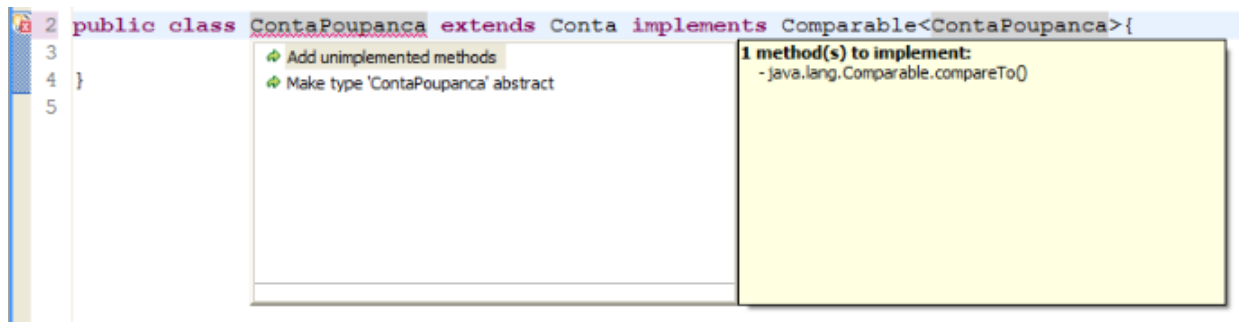 2 public class ContaPoupanca extends Conta implements Comparable<ContaPoupanca>{
3
4 }
5
Add unimplemented methods
Make type 'ContaPoupanca' abstract
1 method(s) to implement:
- java.lang.Comparable.compareTo()